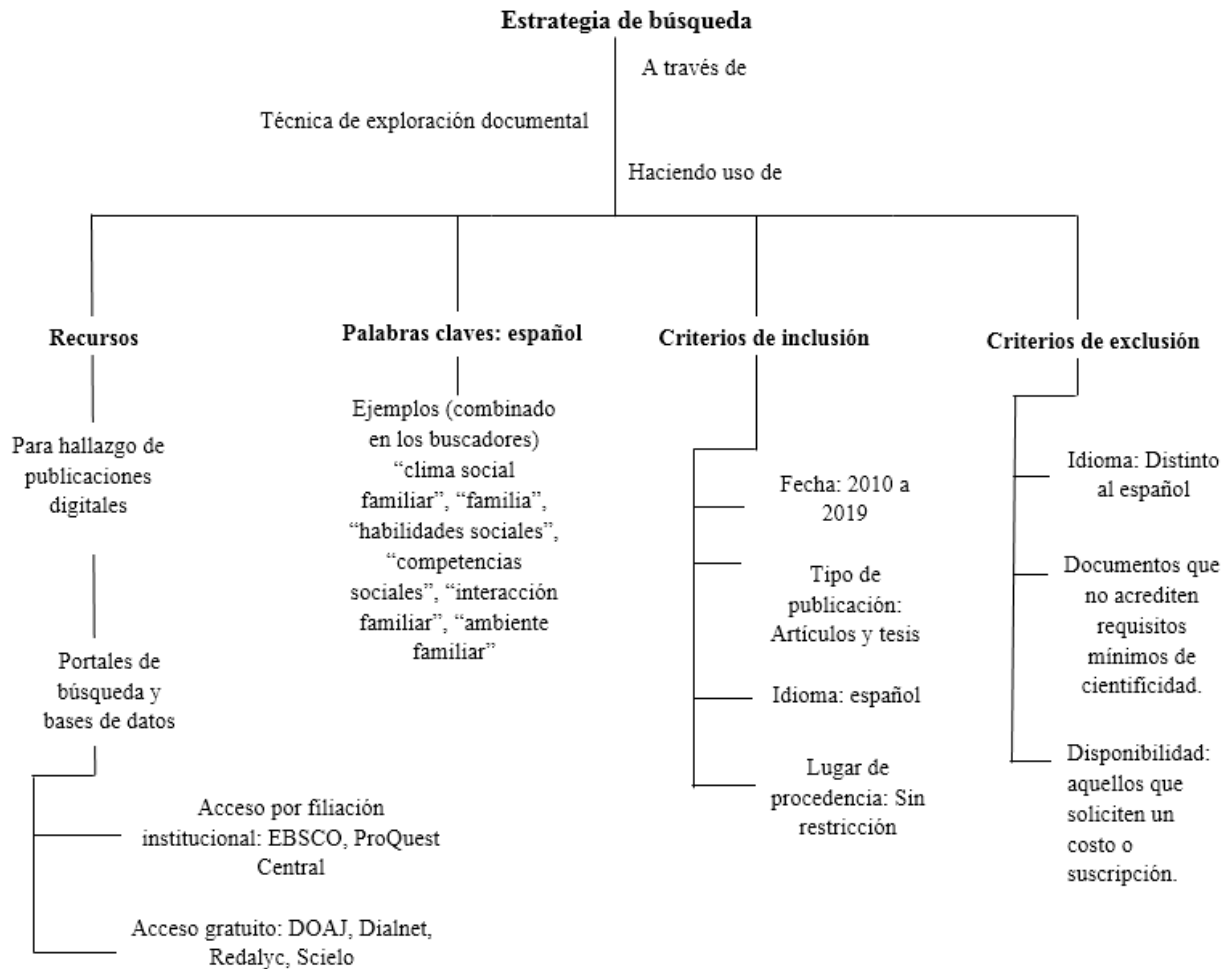 Estrategia de búsqueda
A través de
Técnica de exploración documental
Haciendo uso de
Recursos
Para hallazgo de
publicaciones
digitales
Portales de
búsqueda y
bases de datos
Acceso por filiación
institucional: EBSCO, ProQuest
Central
Acceso gratuito: DOAJ, Dialnet,
Redalyc, Scielo
Palabras claves: español
Ejemplos (combinado
en los buscadores)
“clima social
familiar”, “familia”,
“habilidades sociales”,
“competencias
sociales”, “interacción
familiar”, “ambiente
familiar”
Criterios de inclusión
Fecha: 2010 a
2019
Tipo de
publicación:
Artículos y tesis
Idioma: español
Lugar de
procedencia: Sin
restricción
Criterios de exclusión
Idioma: Distinto
al español
Documentos que
no acrediten
requisitos
mínimos de
cientificidad.
Disponibilidad:
aquellos que
soliciten un
costo o
suscripción.